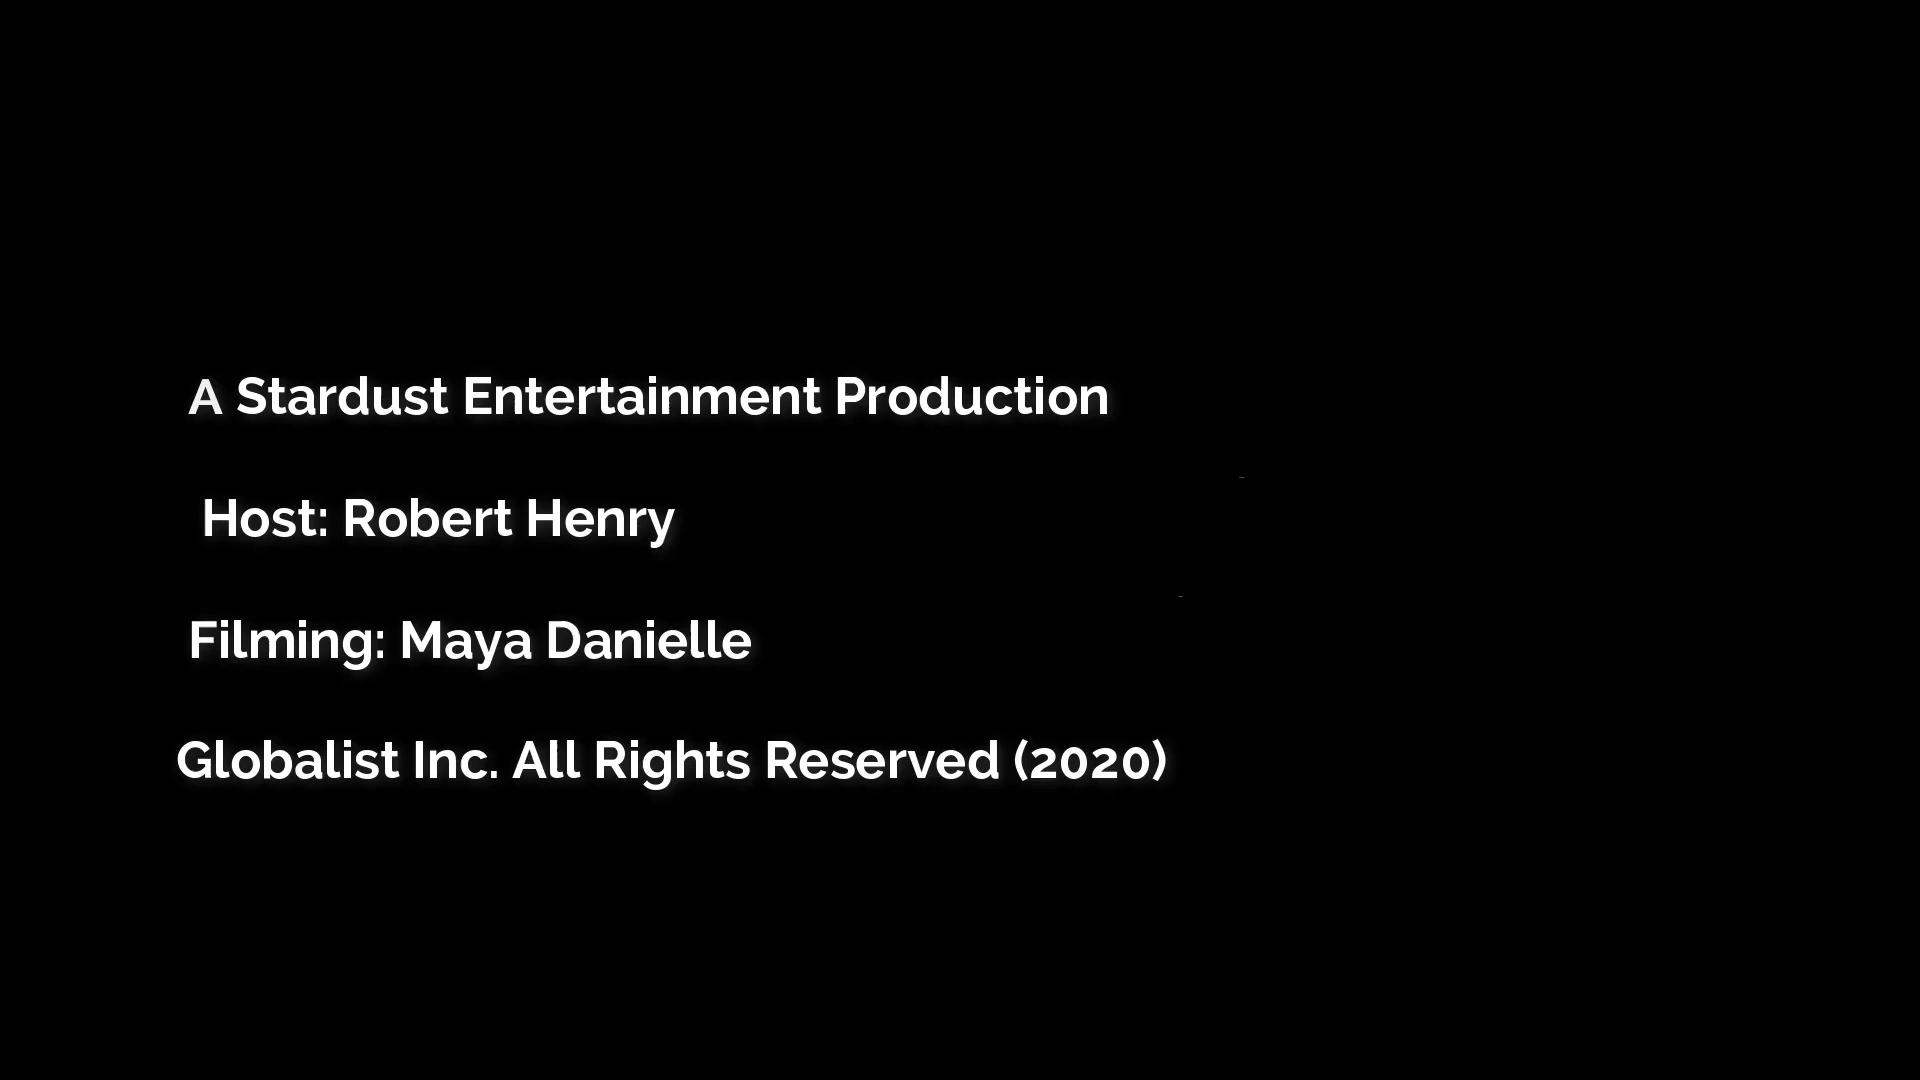 A Stardust Entertainment Production
Host: Robert Henry
Filming: Maya Danielle
Globalist Inc. All Rights Reserved (2020)